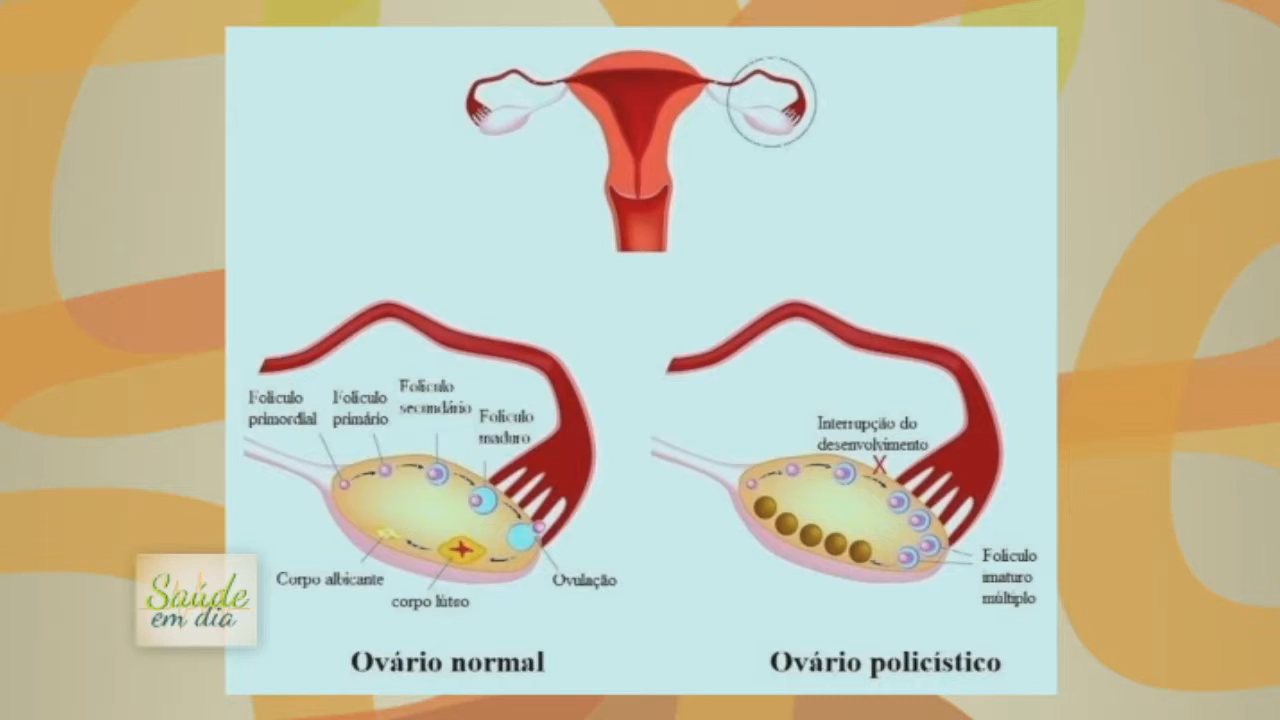 Folículo
primordial
Folículo
primário
Folículo
secundário
Folículo
maduro
Corpo albicante
corpo lúteo
Ovulação
Ovário normal
Interrupção do
desenvolvimento
X
Folículo
imaturo
múltiplo
Ovário policístico
Saúde
em dia